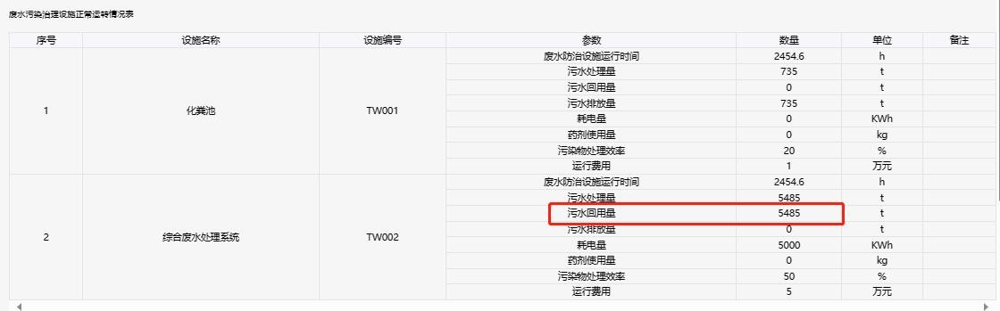 废水污染治理设施正常运转情况表
序号 设施名称 设施编号 参数 数量 单位 备注
1 化粪池 TW001
废水防治设施运行时间 2454.6 h
污水处理量 735 t
污水回用量 0 t
污水排放量 735 t
耗电量 0 KWh
药剂使用量 0 kg
污染物处理效率 20 %
运行费用 1 万元
2 综合废水处理系统 TW002
废水防治设施运行时间 2454.6 h
污水处理量 5485 t
污水回用量 5485 t
污水排放量 0 t
耗电量 5000 KWh
药剂使用量 0 kg
污染物处理效率 50 %
运行费用 5 万元